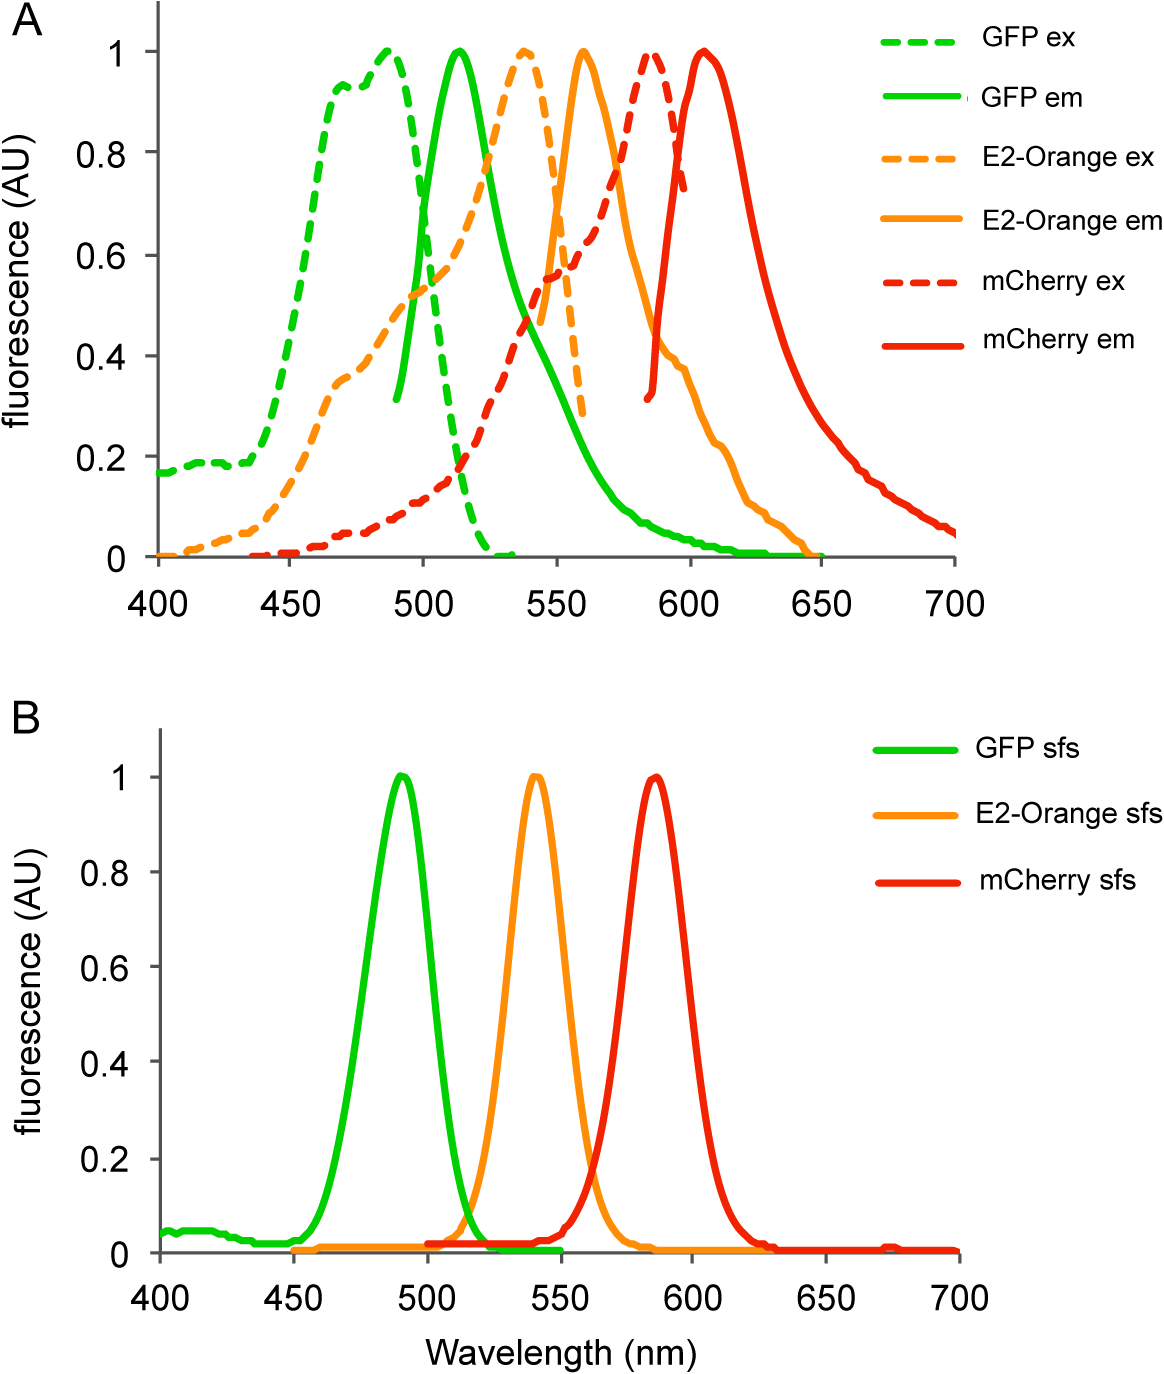 A
1
0.8
0.6
0.4
0.2
0
fluorescence (AU)
400 450 500 550 600 650 700
GFP ex
GFP em
E2-Orange ex
E2-Orange em
mCherry ex
mCherry em
B
1
0.8
0.6
0.4
0.2
0
fluorescence (AU)
400 450 500 550 600 650 700
Wavelength (nm)
GFP sfs
E2-Orange sfs
mCherry sfs